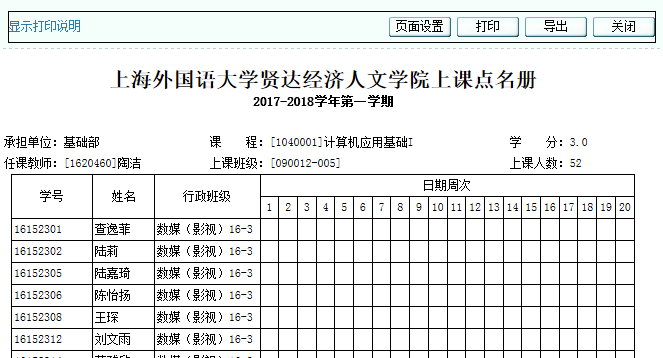 显示打印说明 页面设置 打印 导出 关闭
上海外国语大学贤达经济人文学院上课点名册
2017-2018学年第一学期
承担单位：基础部 课 程：[1040001]计算机应用基础I 学 分：3.0
任课教师：[1620460]陶洁 上课班级：[090012-005] 上课人数：52
学号 姓名 行政班级 日期周次
1 2 3 4 5 6 7 8 9 10 11 12 13 14 15 16 17 18 19 20
16152301 查逸菲 数媒（影视）16-3
16152302 陆莉 数媒（影视）16-3
16152305 陆嘉琦 数媒（影视）16-3
16152306 陈怡扬 数媒（影视）16-3
16152308 王琛 数媒（影视）16-3
16152312 刘文雨 数媒（影视）16-3